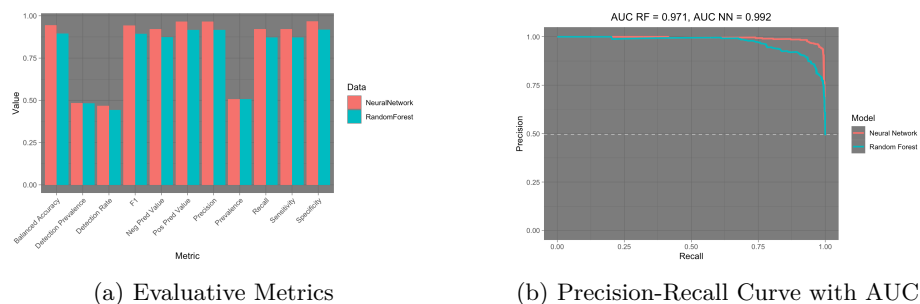 1.00
0.75
0.50
0.25
0.00
Value
Balanced Accuracy
Detection Prevalence
Detection Rate
F1
Neg Pred Value
Pos Pred Value
Precision
Prevalence
Recall
Sensitivity
Specificity
Metric
Data
NeuralNetwork
RandomForest
(a) Evaluative Metrics
AUC RF = 0.971, AUC NN = 0.992
1.00
0.75
0.50
0.25
0.00
Precision
0.00
0.25
0.50
0.75
1.00
Recall
Model
Neural Network
Random Forest
(b) Precision-Recall Curve with AUC